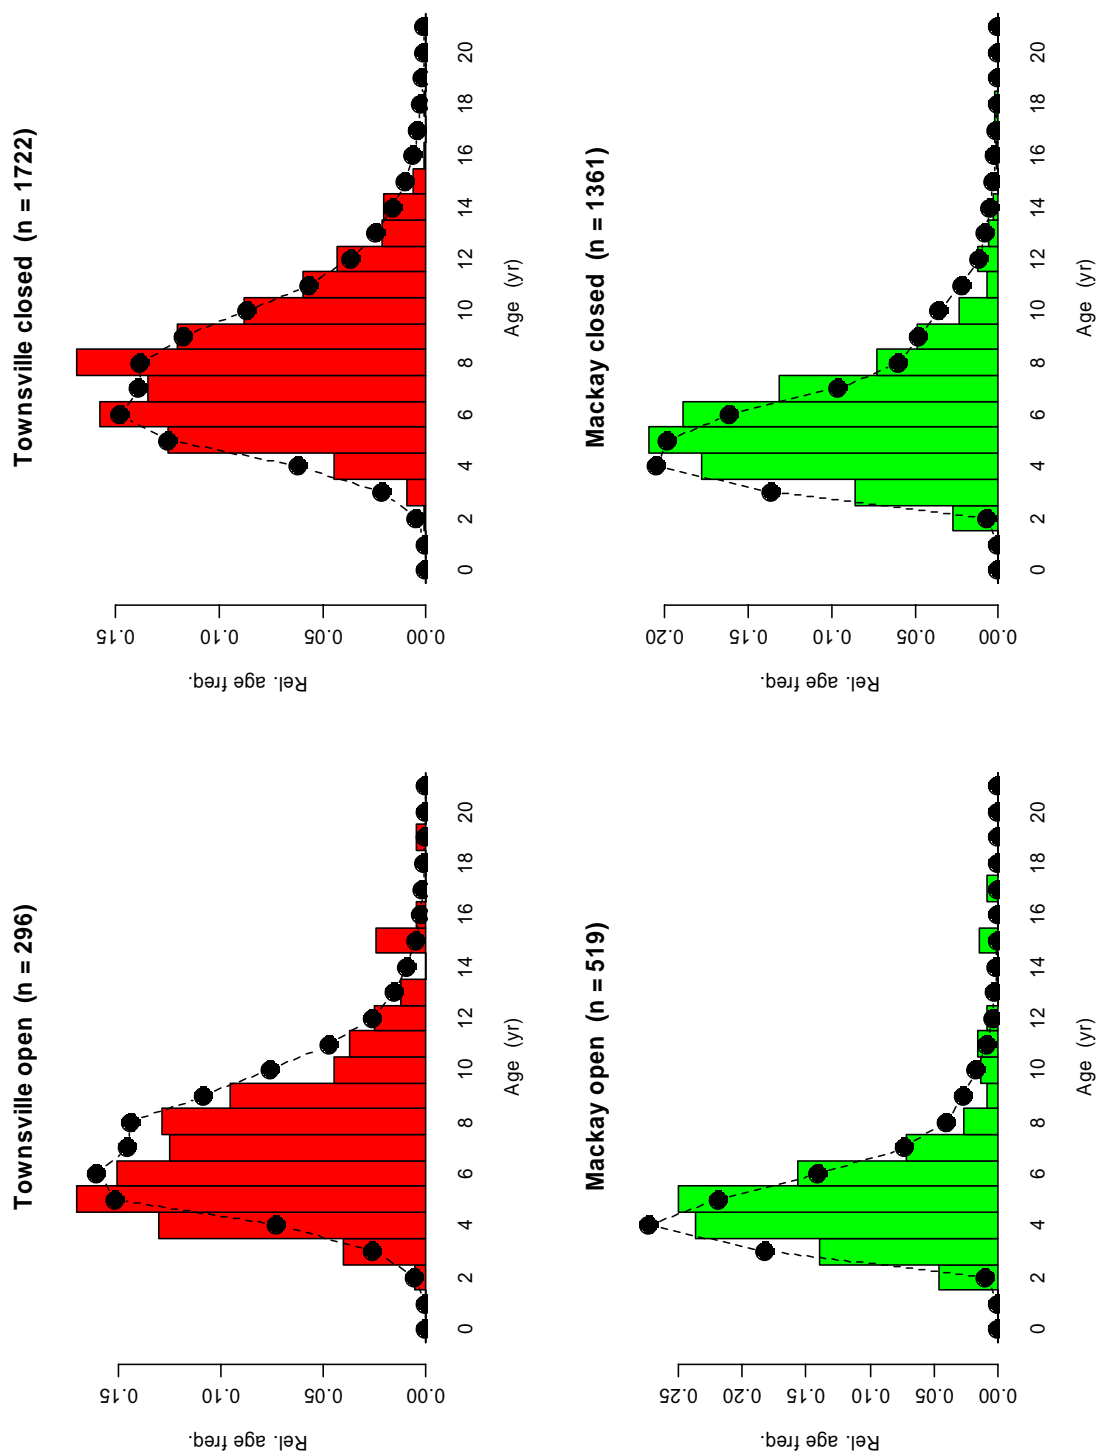 Townsville open (n = 296)
Rel. age freq.
0.15
0.10
0.05
0.00
0 2 4 6 8 10 12 14 16 18 20
Age (yr)
Townsville closed (n = 1722)
Rel. age freq.
0.15
0.10
0.05
0.00
0 2 4 6 8 10 12 14 16 18 20
Age (yr)
Mackay open (n = 519)
Rel. age freq.
0.25
0.20
0.15
0.10
0.05
0.00
0 2 4 6 8 10 12 14 16 18 20
Age (yr)
Mackay closed (n = 1361)
Rel. age freq.
0.20
0.15
0.10
0.05
0.00
0 2 4 6 8 10 12 14 16 18 20
Age (yr)